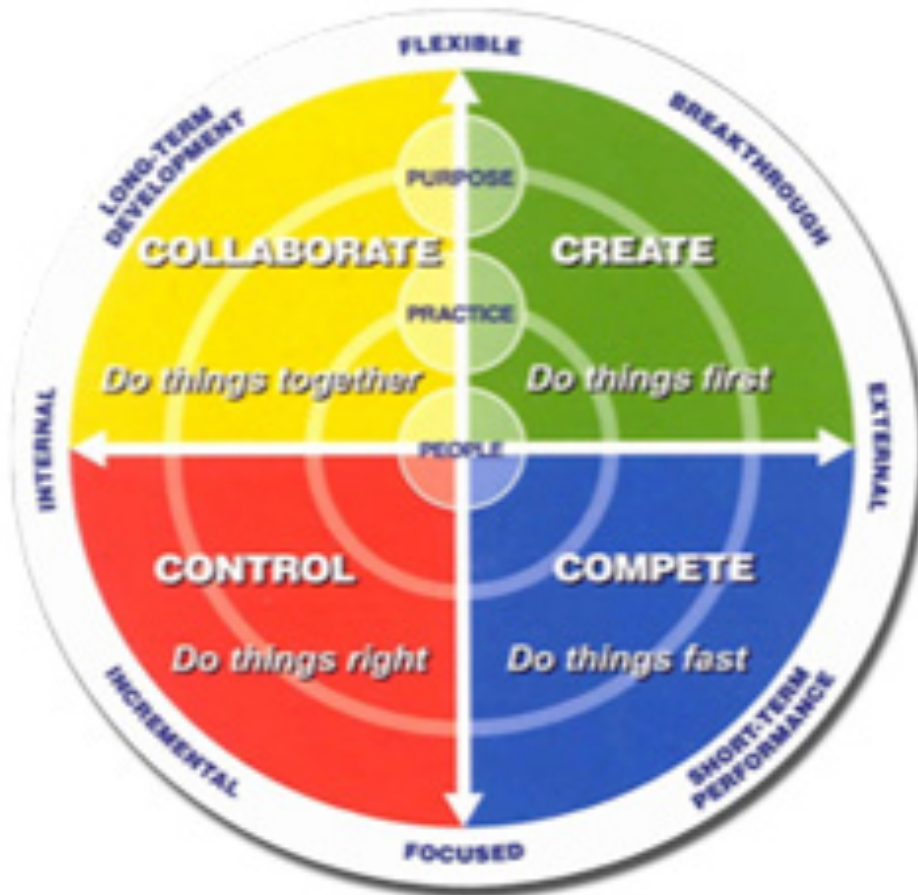 FLEXIBLE
LONG-TERM
DEVELOPMENT
BREAKTHROUGH
PURPOSE
COLLABORATE
CREATE
PRACTICE
Do things together
Do things first
INTERNAL
PEOPLE
EXTERNAL
CONTROL
COMPETE
Do things right
Do things fast
INCREMENTAL
SHORT-TERM
PERFORMANCE
FOCUSED